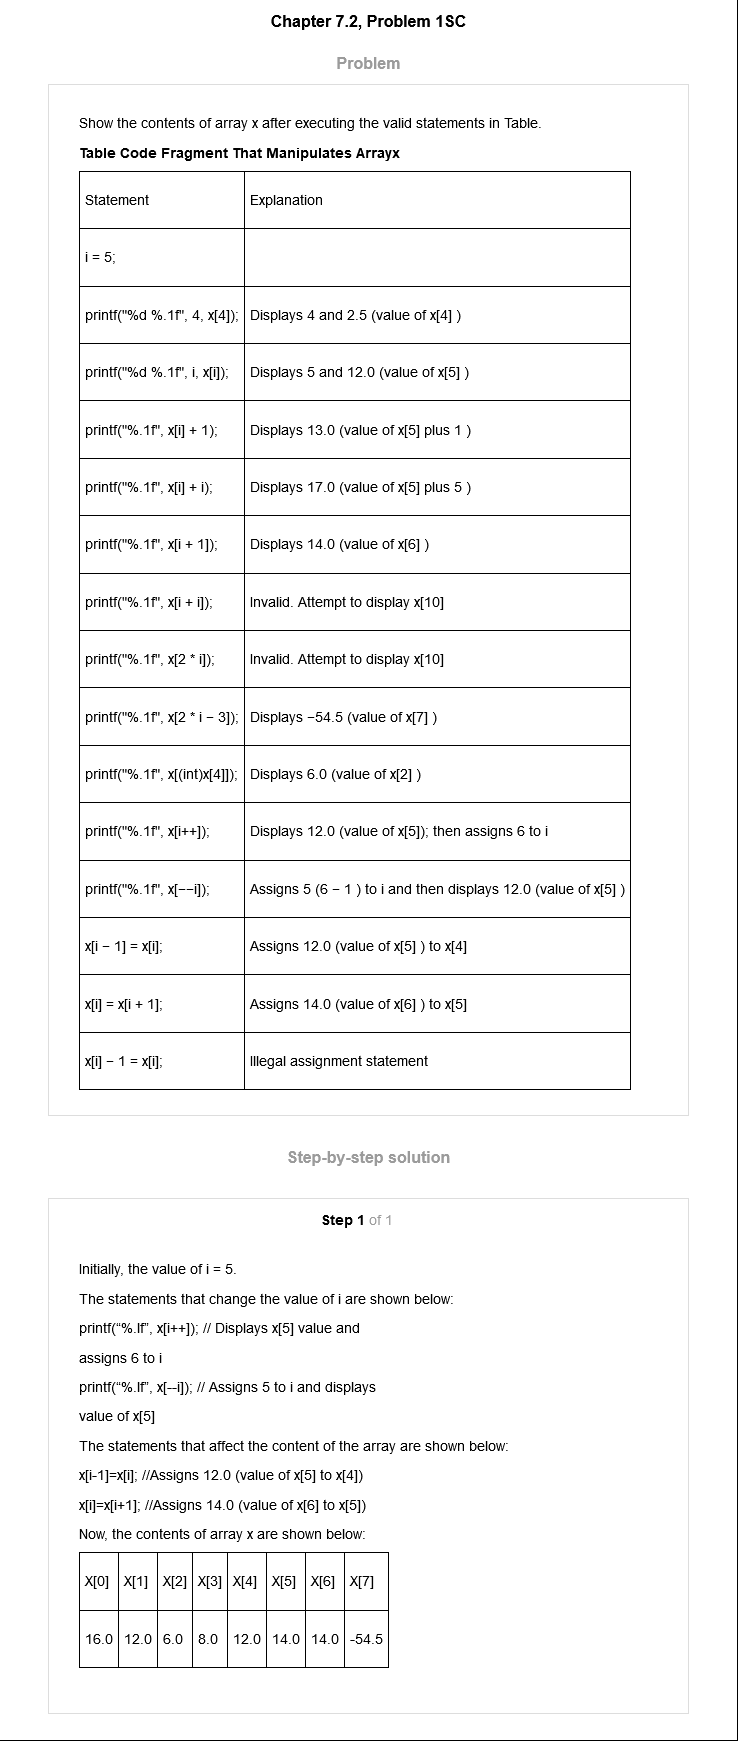 Chapter 7.2, Problem 1SC
Problem
Show the contents of array x after executing the valid statements in Table.
Table Code Fragment That Manipulates Arrayx
Statement Explanation
i = 5;
printf("%d %.1f", 4, x[4]); Displays 4 and 2.5 (value of x[4] )
printf("%d %.1f", i, x[i]); Displays 5 and 12.0 (value of x[5] )
printf("%.1f", x[i] + 1); Displays 13.0 (value of x[5] plus 1 )
printf("%.1f", x[i] + i); Displays 17.0 (value of x[5] plus 5 )
printf("%.1f", x[i + 1]); Displays 14.0 (value of x[6] )
printf("%.1f", x[i + i]); Invalid. Attempt to display x[10]
printf("%.1f", x[2 * i]); Invalid. Attempt to display x[10]
printf("%.1f", x[2 * i − 3]); Displays −54.5 (value of x[7] )
printf("%.1f", x[(int)x[4]]); Displays 6.0 (value of x[2] )
printf("%.1f", x[i++]); Displays 12.0 (value of x[5]); then assigns 6 to i
printf("%.1f", x[−−i]); Assigns 5 (6 − 1 ) to i and then displays 12.0 (value of x[5] )
x[i − 1] = x[i]; Assigns 12.0 (value of x[5] ) to x[4]
x[i] = x[i + 1]; Assigns 14.0 (value of x[6] ) to x[5]
x[i] − 1 = x[i]; Illegal assignment statement
Step-by-step solution
Step 1 of 1
Initially, the value of i = 5.
The statements that change the value of i are shown below:
printf(“%.lf”, x[i++]); // Displays x[5] value and
assigns 6 to i
printf(“%.lf”, x[--i]); // Assigns 5 to i and displays
value of x[5]
The statements that affect the content of the array are shown below:
x[i-1]=x[i]; //Assigns 12.0 (value of x[5] to x[4])
x[i]=x[i+1]; //Assigns 14.0 (value of x[6] to x[5])
Now, the contents of array x are shown below:
X[0] X[1] X[2] X[3] X[4] X[5] X[6] X[7]
16.0 12.0 6.0 8.0 12.0 14.0 14.0 -54.5